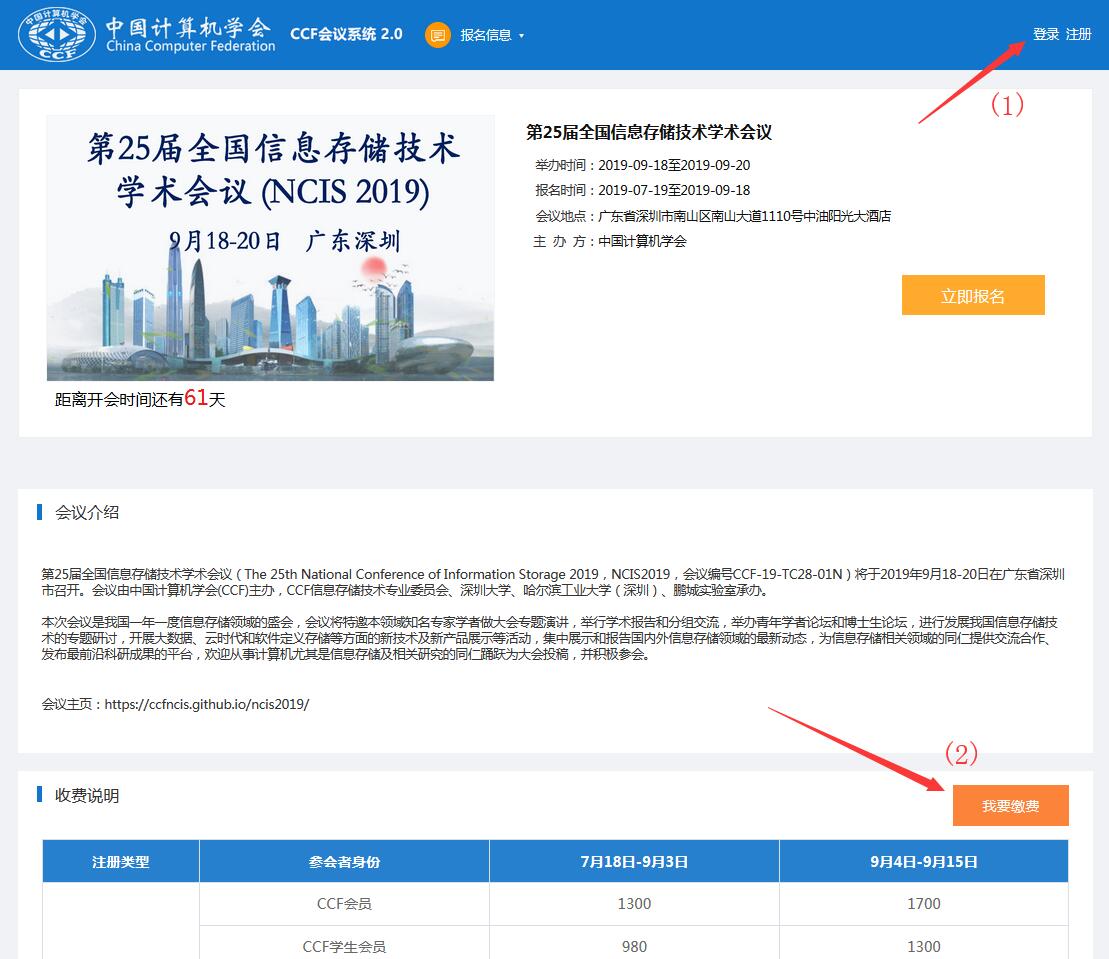 中国计算机学会
CCF
中国计算机学会
China Computer Federation
CCF会议系统 2.0
报名信息
登录 注册
(1)
第25届全国信息存储技术
学术会议 (NCIS 2019)
9月18-20日 广东深圳
距离开会时间还有61天
第25届全国信息存储技术学术会议
举办时间：2019-09-18至2019-09-20
报名时间：2019-07-19至2019-09-18
会议地点：广东省深圳市南山区南山大道1110号中油阳光大酒店
主 办 方：中国计算机学会
立即报名
会议介绍
第25届全国信息存储技术学术会议（The 25th National Conference of Information Storage 2019，NCIS2019，会议编号CCF-19-TC28-01N）将于2019年9月18-20日在广东省深圳
市召开。会议由中国计算机学会(CCF)主办，CCF信息存储技术专业委员会、深圳大学、哈尔滨工业大学（深圳）、鹏城实验室承办。
本次会议是我国一年一度信息存储领域的盛会，会议将特邀本领域知名专家学者做大会专题演讲，举行学术报告和分组交流，举办青年学者论坛和博士生论坛，进行发展我国信息存储技
术的专题研讨，开展大数据、云时代和软件定义存储等方面的新技术及新产品展示等活动，集中展示和报告国内外信息存储领域的最新动态，为信息存储相关领域的同仁提供交流合作、
发布最前沿科研成果的平台，欢迎从事计算机尤其是信息存储及相关研究的同仁踊跃为大会投稿，并积极参会。
会议主页：https://ccfncis.github.io/ncis2019/
(2)
收费说明
我要缴费
注册类型 参会者身份 7月18日-9月3日 9月4日-9月15日
CCF会员 1300 1700
CCF学生会员 980 1300